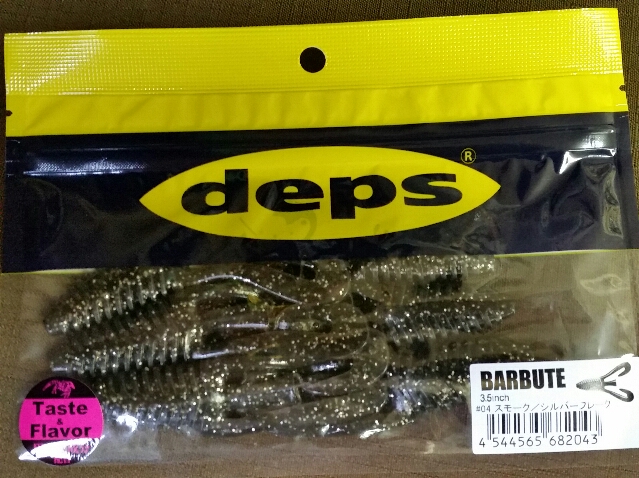 deps
®
Taste
&
Flavor
BARBUTE
3.5inch
#04 スモーク/シルバーフレーク
4 544565 682043